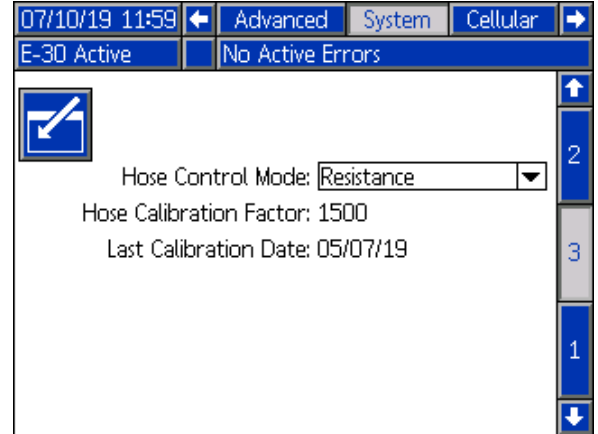 07/10/19 11:59 Advanced System Cellular
E-30 Active No Active Errors
2
Hose Control Mode: Resistance
Hose Calibration Factor: 1500
Last Calibration Date: 05/07/19
3
1